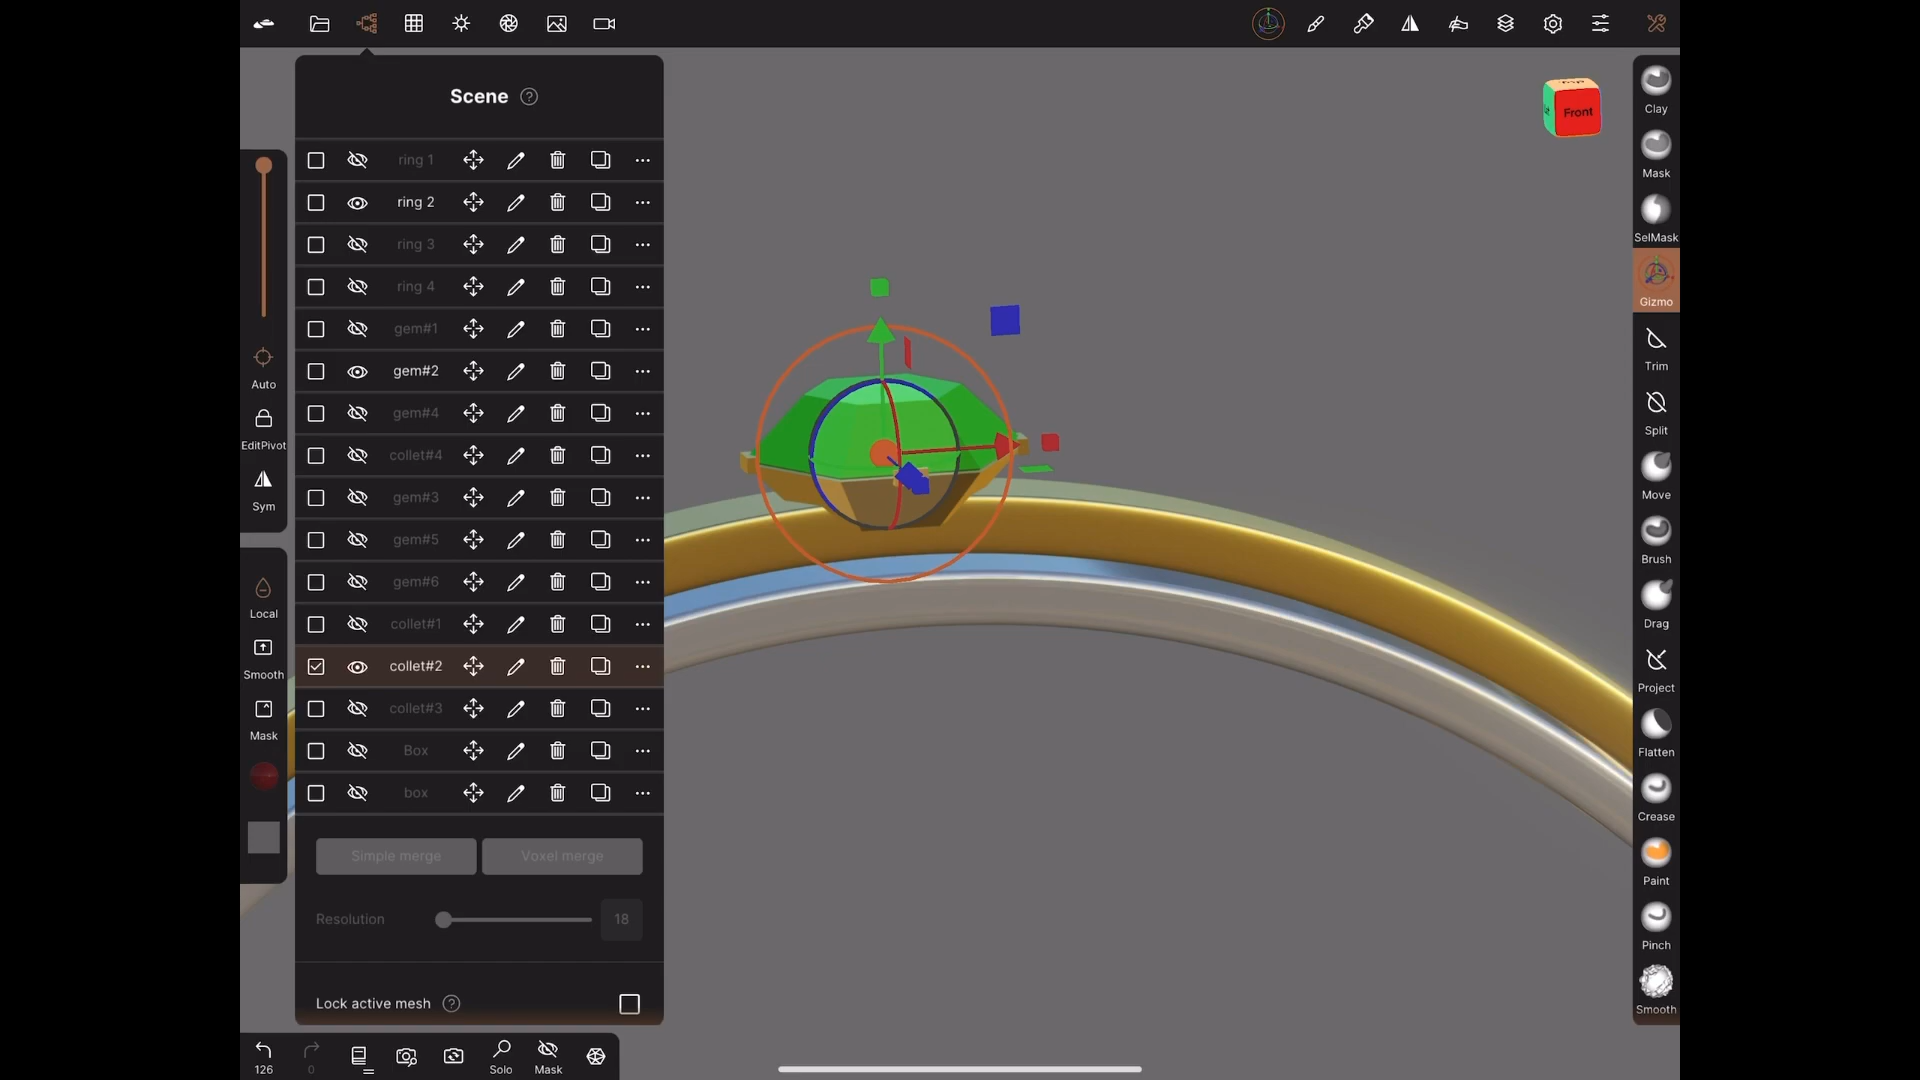 Scene
ring 1
ring 2
ring 3
ring 4
gem#1
gem#2
gem#4
collet#4
gem#3
gem#5
gem#6
collet#1
collet#2
collet#3
Box
box
Simple merge
Voxel merge
Resolution
18
Lock active mesh
Auto
EditPivot
Sym
Local
Smooth
Mask
126
0
Solo
Mask
Front
Clay
Mask
SelMask
Gizmo
Trim
Split
Move
Brush
Drag
Project
Flatten
Crease
Paint
Pinch
Smooth